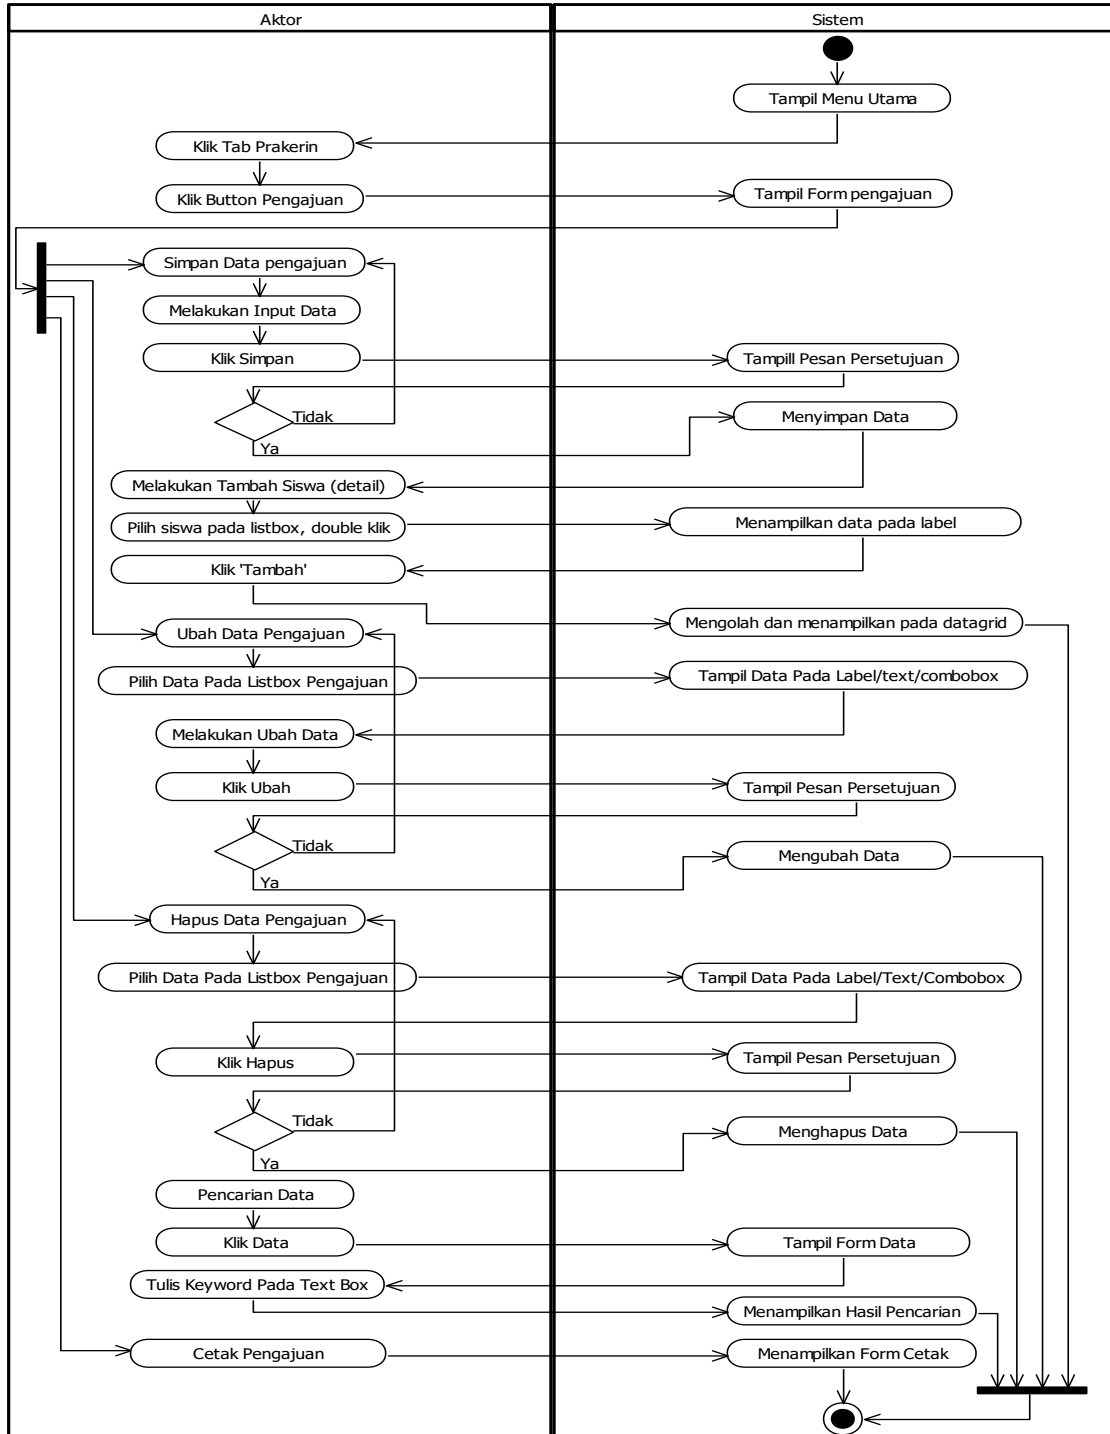 Aktor
Sistem
Tampil Menu Utama
Klik Tab Prakerin
Klik Button Pengajuan
Tampil Form pengajuan
Simpan Data pengajuan
Melakukan Input Data
Klik Simpan
Tampill Pesan Persetujuan
Tidak
Menyimpan Data
Ya
Melakukan Tambah Siswa (detail)
Pilih siswa pada listbox, double klik
Menampilkan data pada label
Klik 'Tambah'
Mengolah dan menampilkan pada datagrid
Ubah Data Pengajuan
Pilih Data Pada Listbox Pengajuan
Tampil Data Pada Label/text/combobox
Melakukan Ubah Data
Klik Ubah
Tampil Pesan Persetujuan
Tidak
Mengubah Data
Ya
Hapus Data Pengajuan
Pilih Data Pada Listbox Pengajuan
Tampil Data Pada Label/Text/Combobox
Klik Hapus
Tampil Pesan Persetujuan
Tidak
Menghapus Data
Ya
Pencarian Data
Klik Data
Tampil Form Data
Tulis Keyword Pada Text Box
Menampilkan Hasil Pencarian
Cetak Pengajuan
Menampilkan Form Cetak